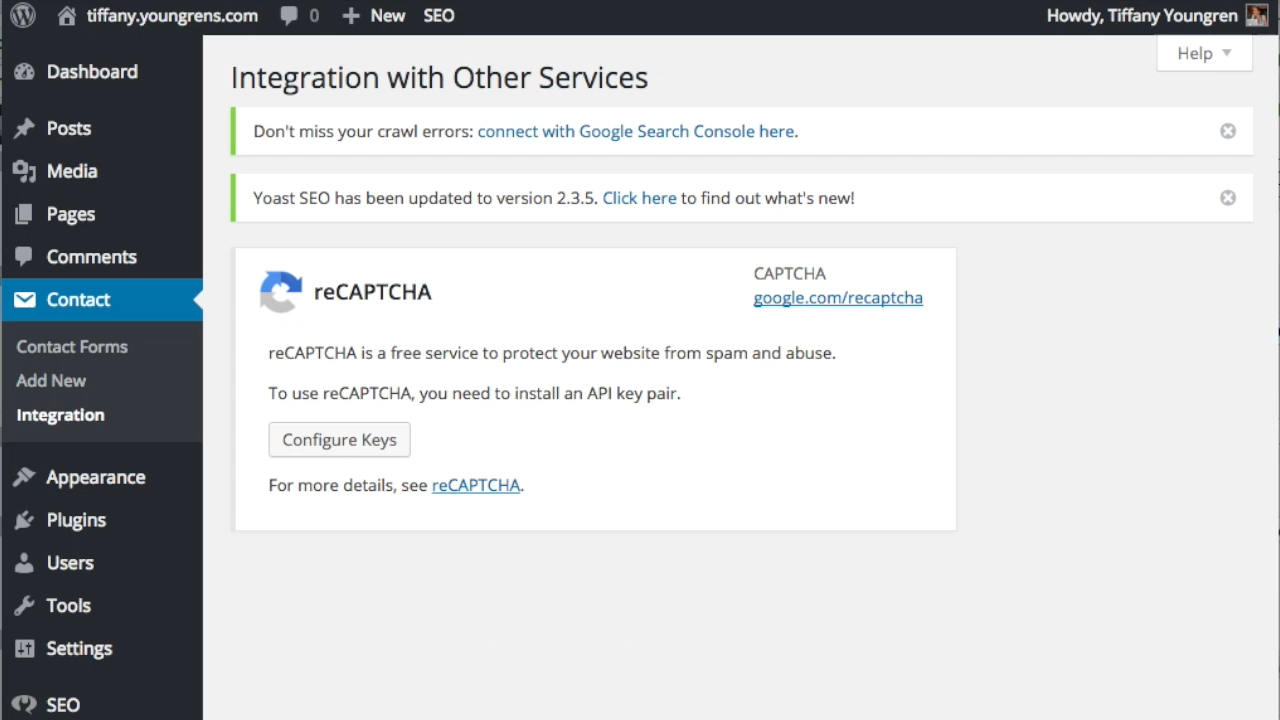 tiffany.youngrens.com 0 New SEO Howdy, Tiffany Youngren
Help
Dashboard
Posts
Media
Pages
Comments
Contact
Contact Forms
Add New
Integration
Appearance
Plugins
Users
Tools
Settings
SEO
Integration with Other Services
Don't miss your crawl errors: connect with Google Search Console here.
Yoast SEO has been updated to version 2.3.5. Click here to find out what's new!
reCAPTCHA
CAPTCHA
google.com/recaptcha
reCAPTCHA is a free service to protect your website from spam and abuse.
To use reCAPTCHA, you need to install an API key pair.
Configure Keys
For more details, see reCAPTCHA.